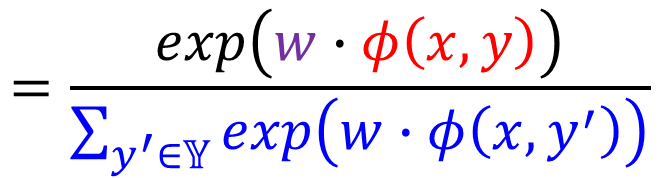 = exp(w · ϕ(x, y))
∑y′∈𝕐 exp(w · ϕ(x, y′))